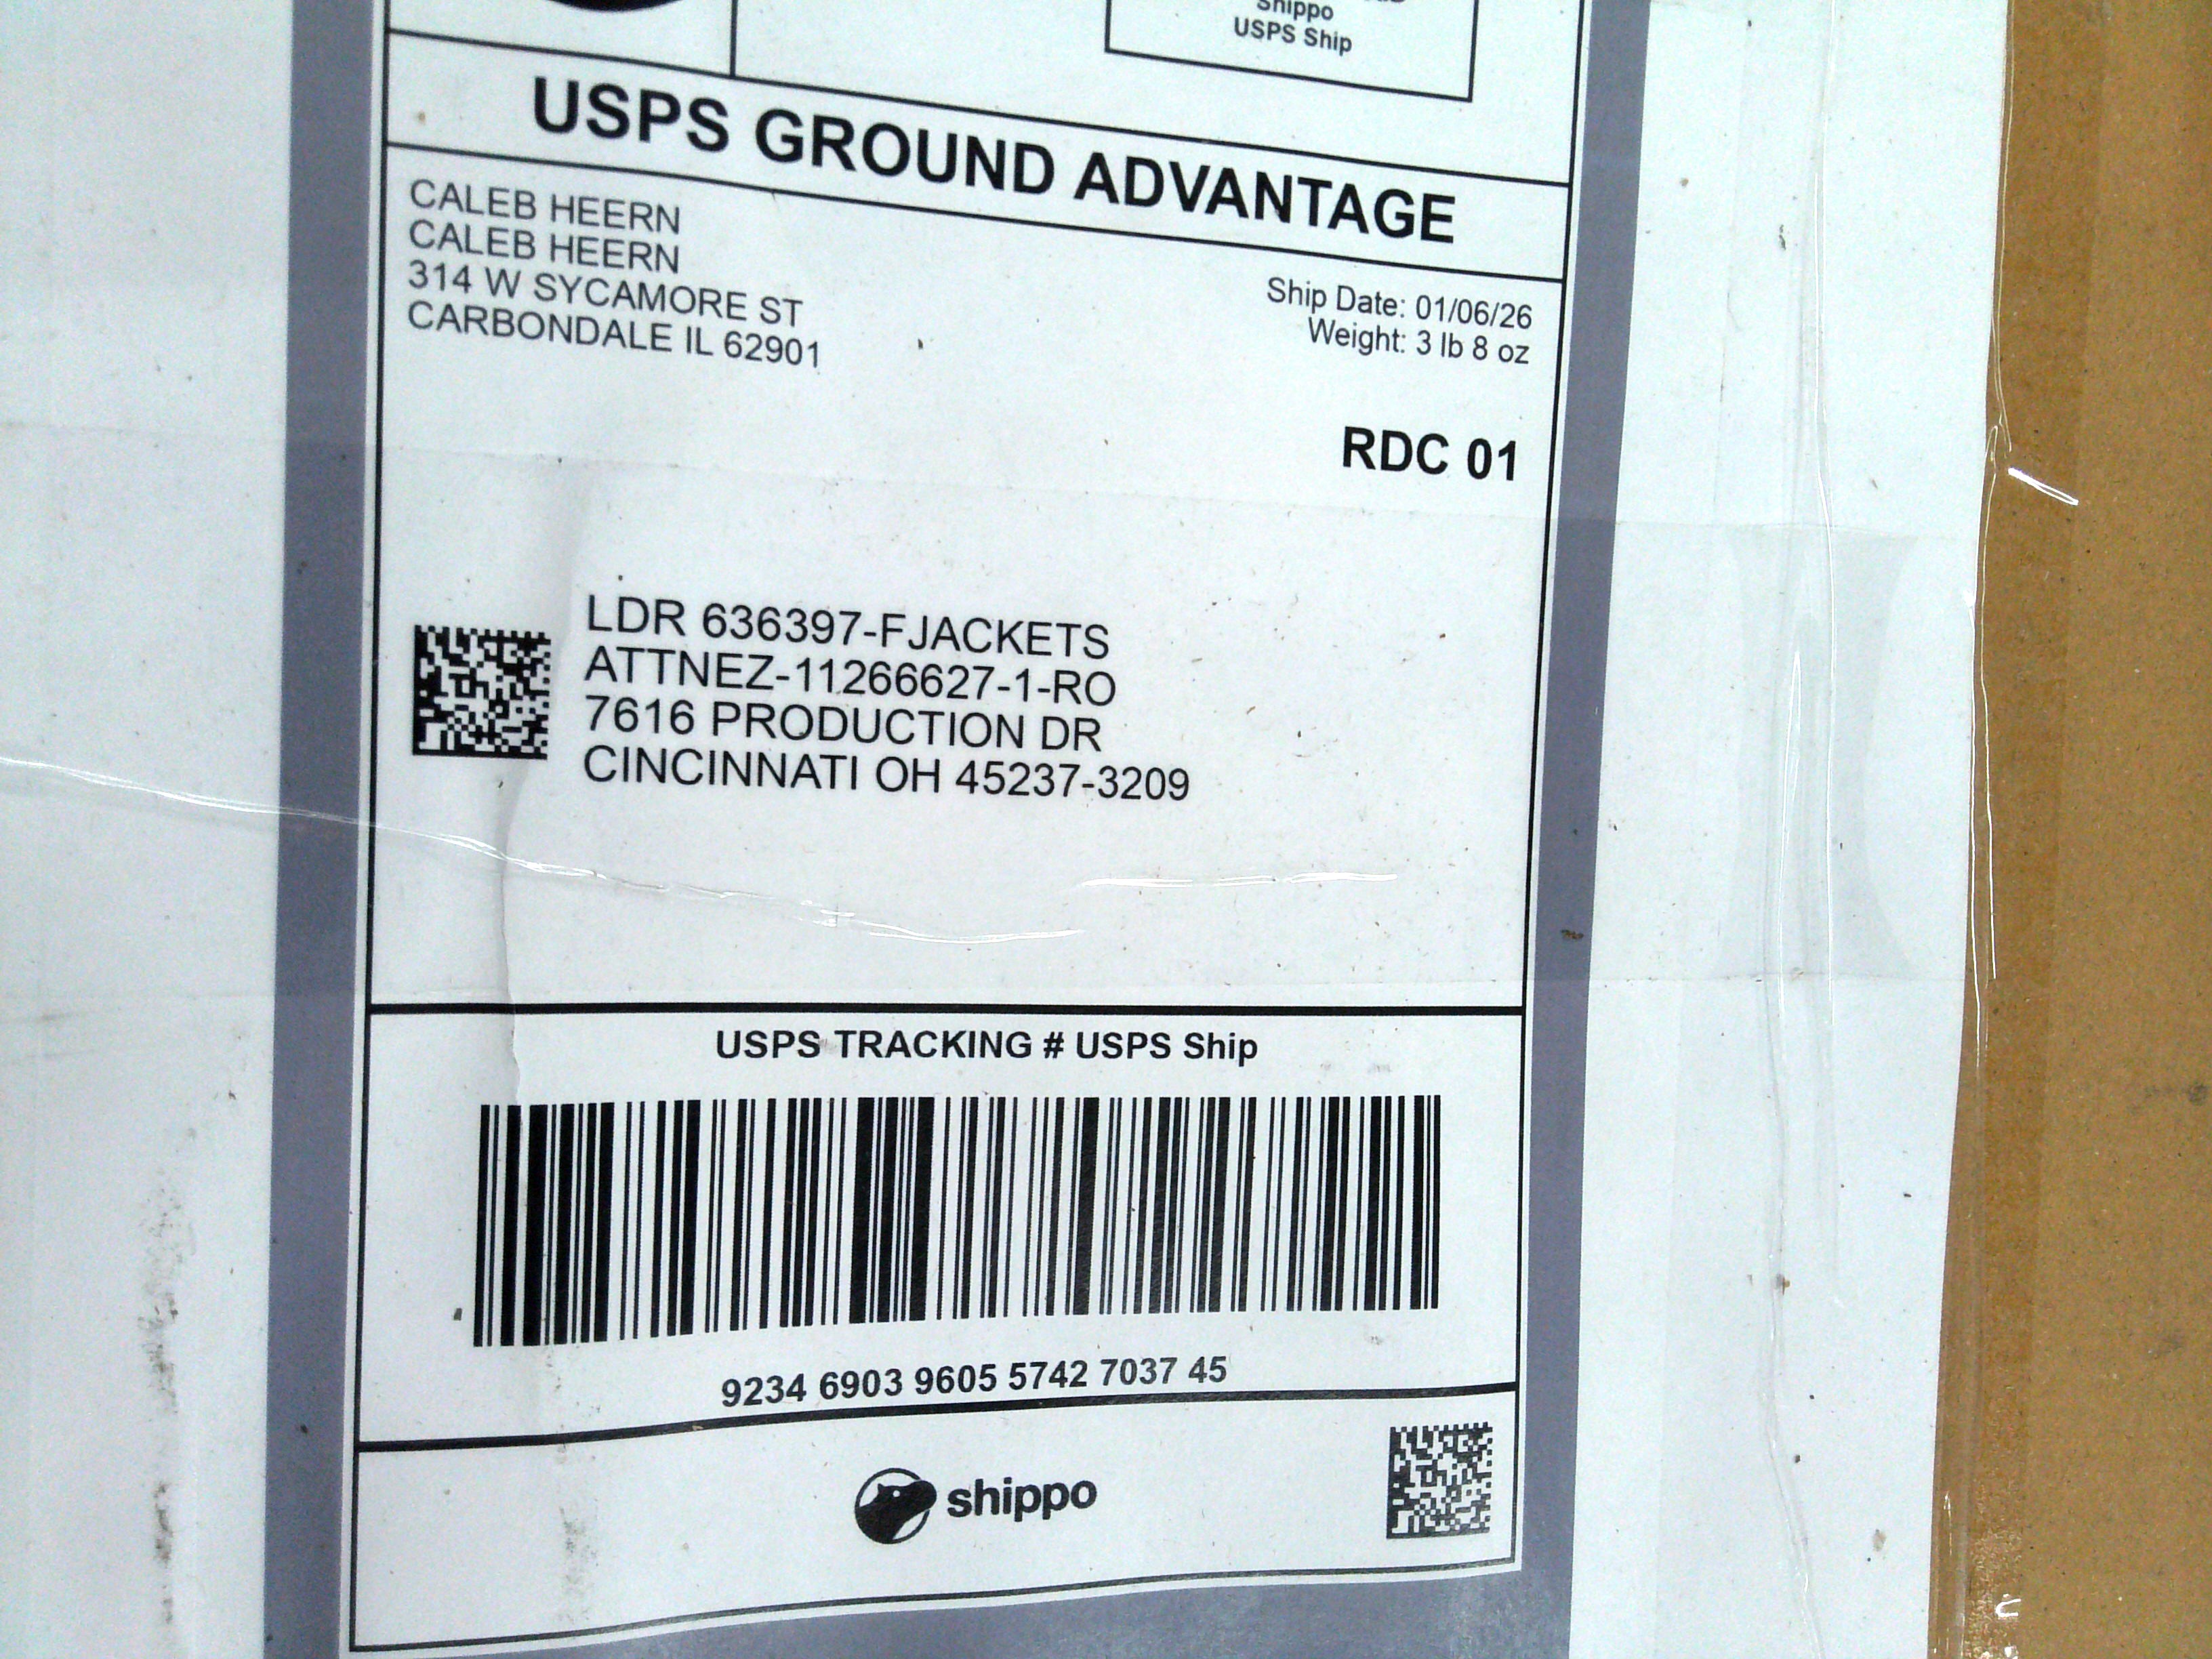 Shippo
USPS Ship
USPS GROUND ADVANTAGE
CALEB HEERN
CALEB HEERN
314 W SYCAMORE ST
CARBONDALE IL 62901
Ship Date: 01/06/26
Weight: 3 lb 8 oz
RDC 01
LDR 636397-FJACKETS
ATTNEZ-11266627-1-RO
7616 PRODUCTION DR
CINCINNATI OH 45237-3209
USPS TRACKING # USPS Ship
9234 6903 9605 5742 7037 45
shippo